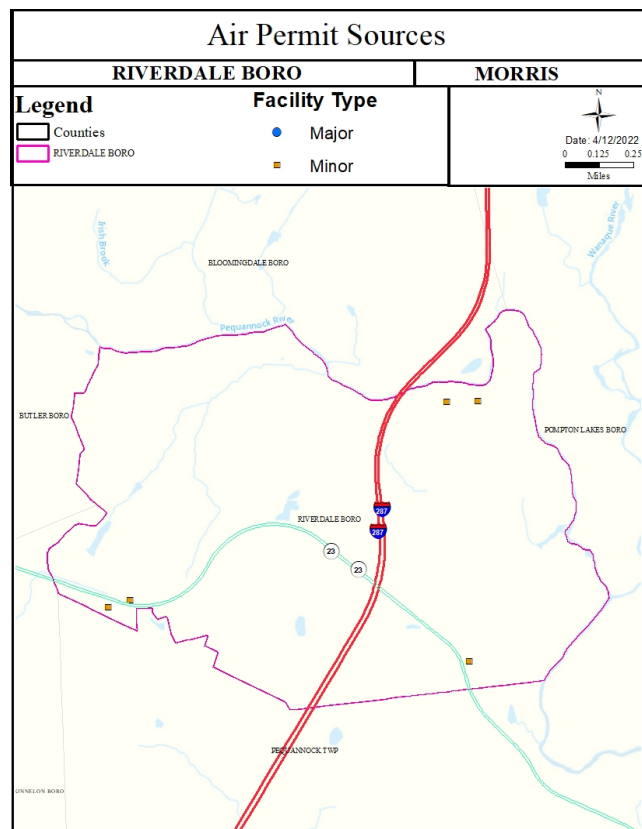 Air Permit Sources
RIVERDALE BORO
MORRIS
Legend
Counties
RIVERDALE BORO
Facility Type
Major
Minor
N
Date: 4/12/2022
0 0.125 0.25
Miles
Irish Brook
Wanaque River
BLOOMINGDALE BORO
Pequannock River
BUTLER BORO
POMPTON LAKES BORO
287
RIVERDALE BORO
287
23
23
PEQUANNOCK TWP
NNELON BORO